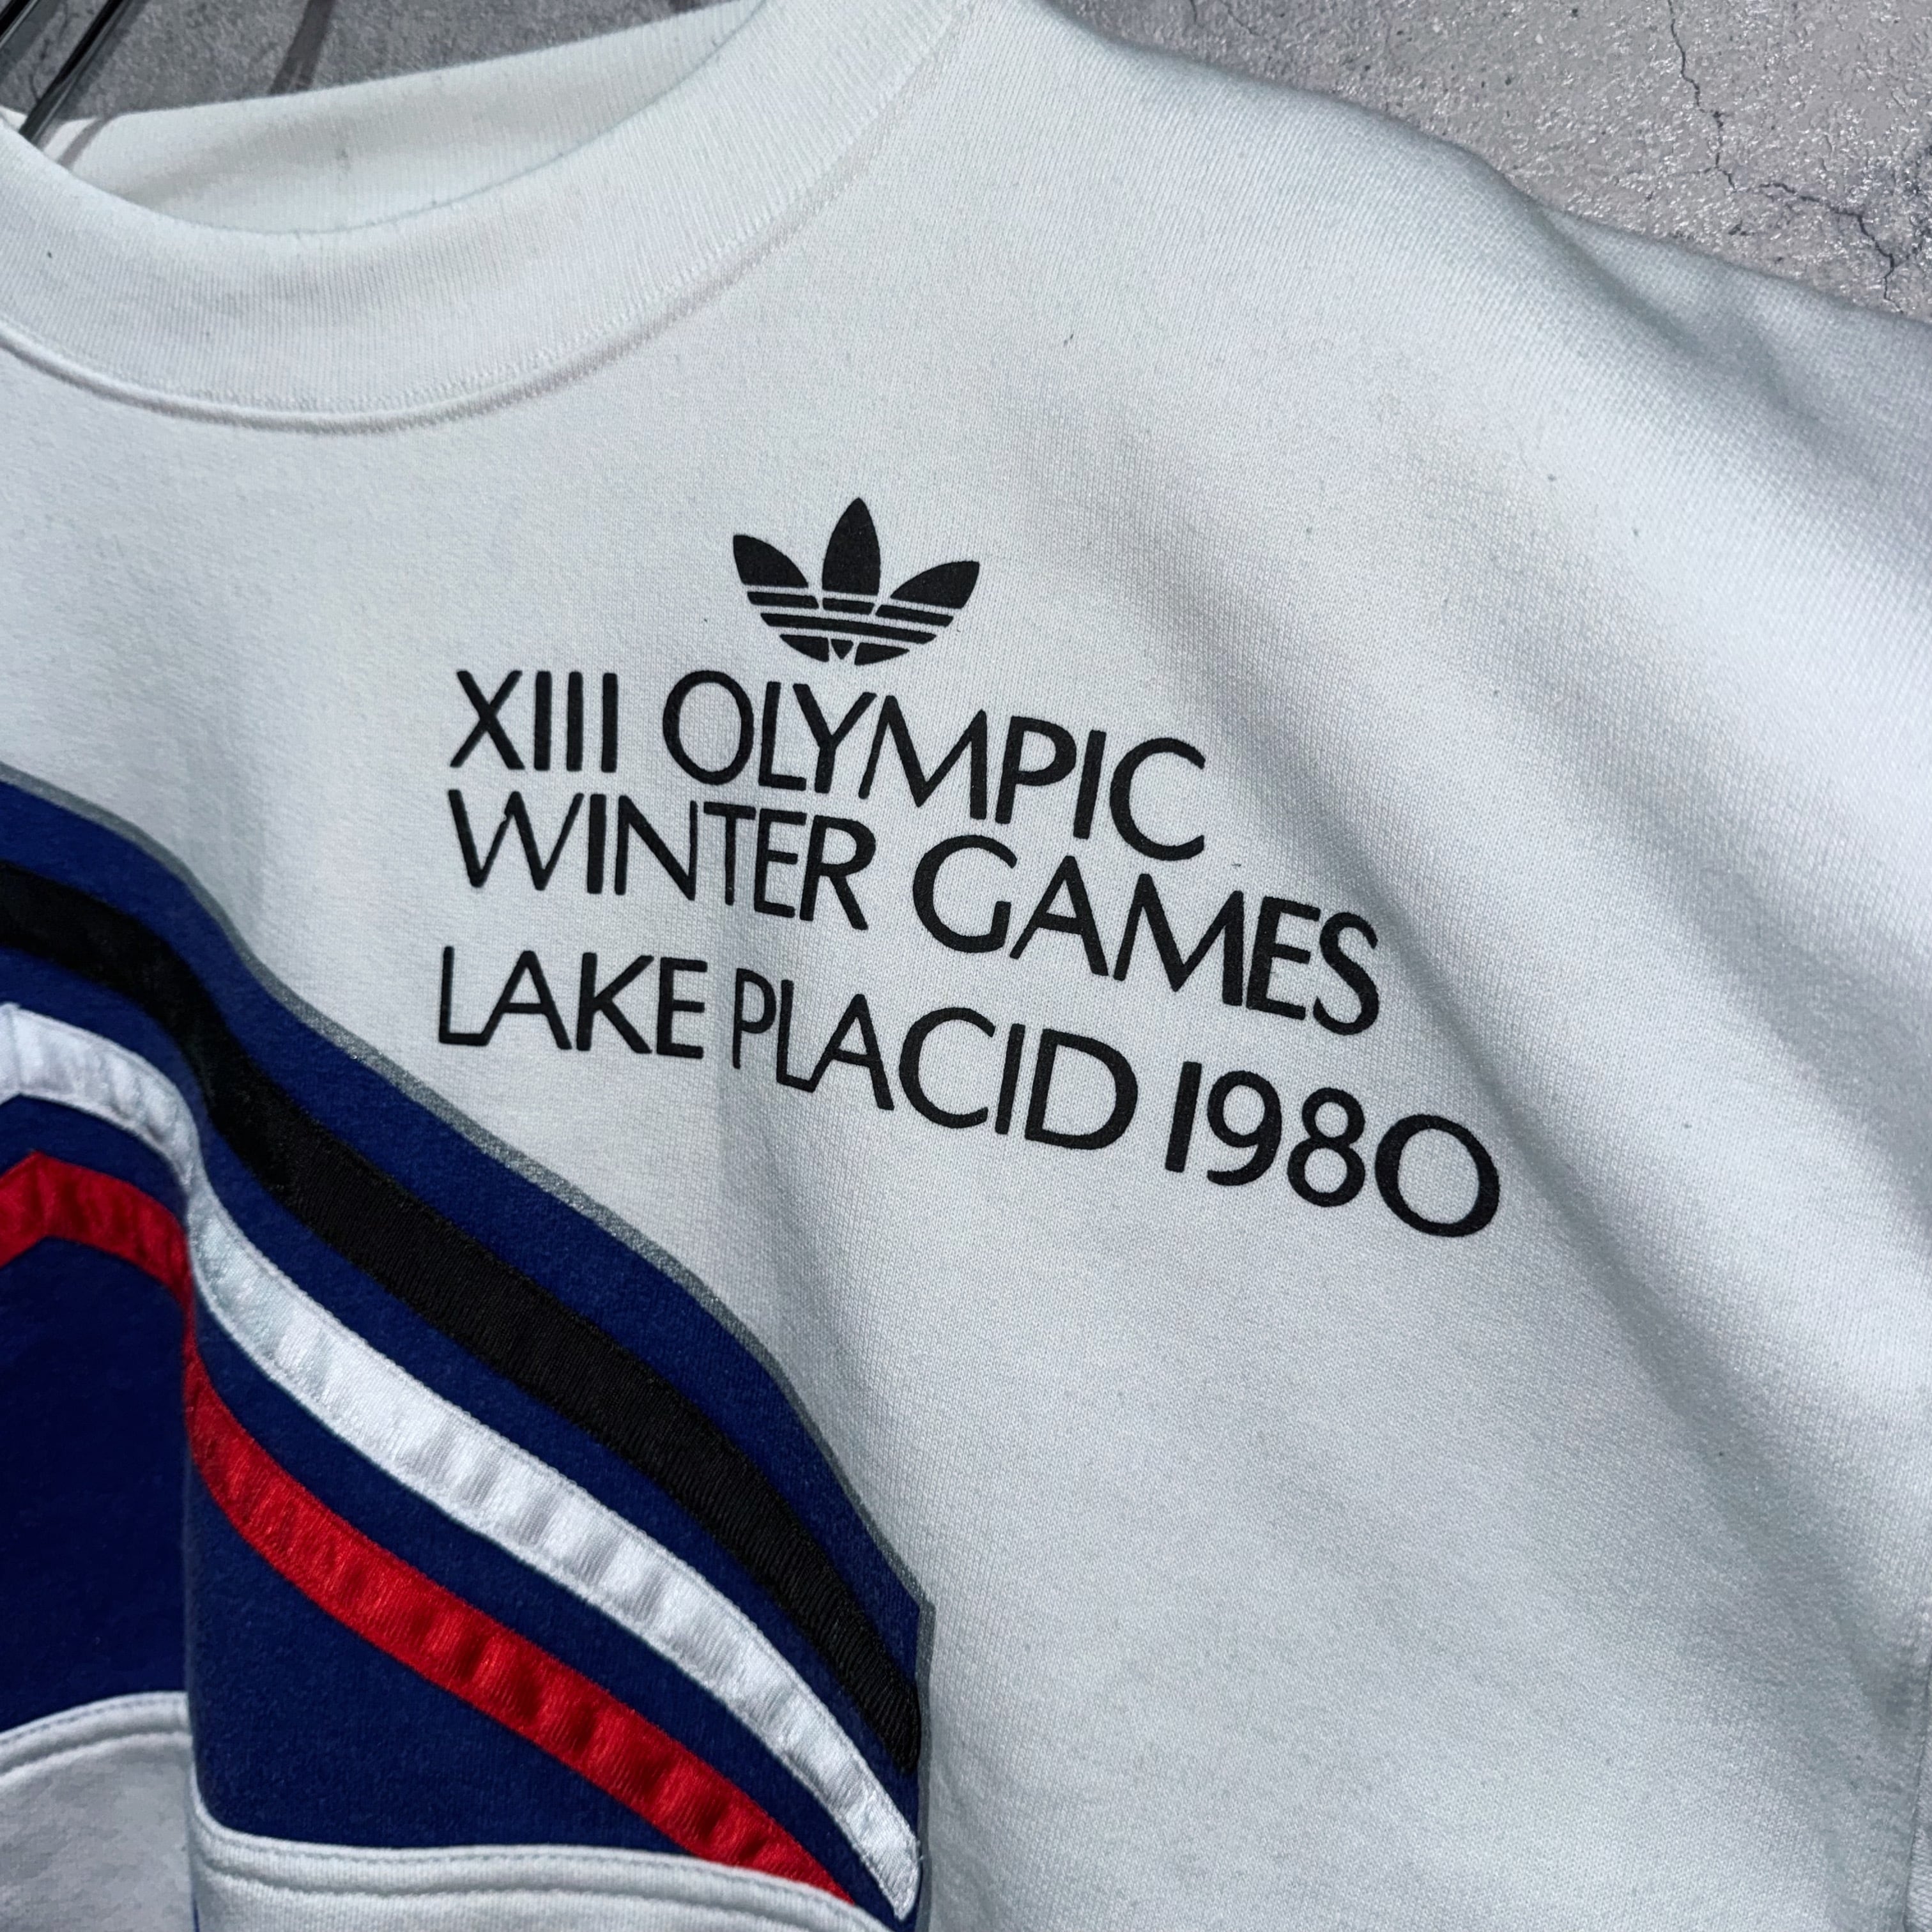 XIII OLYMPIC
WINTER GAMES
LAKE PLACID 1980